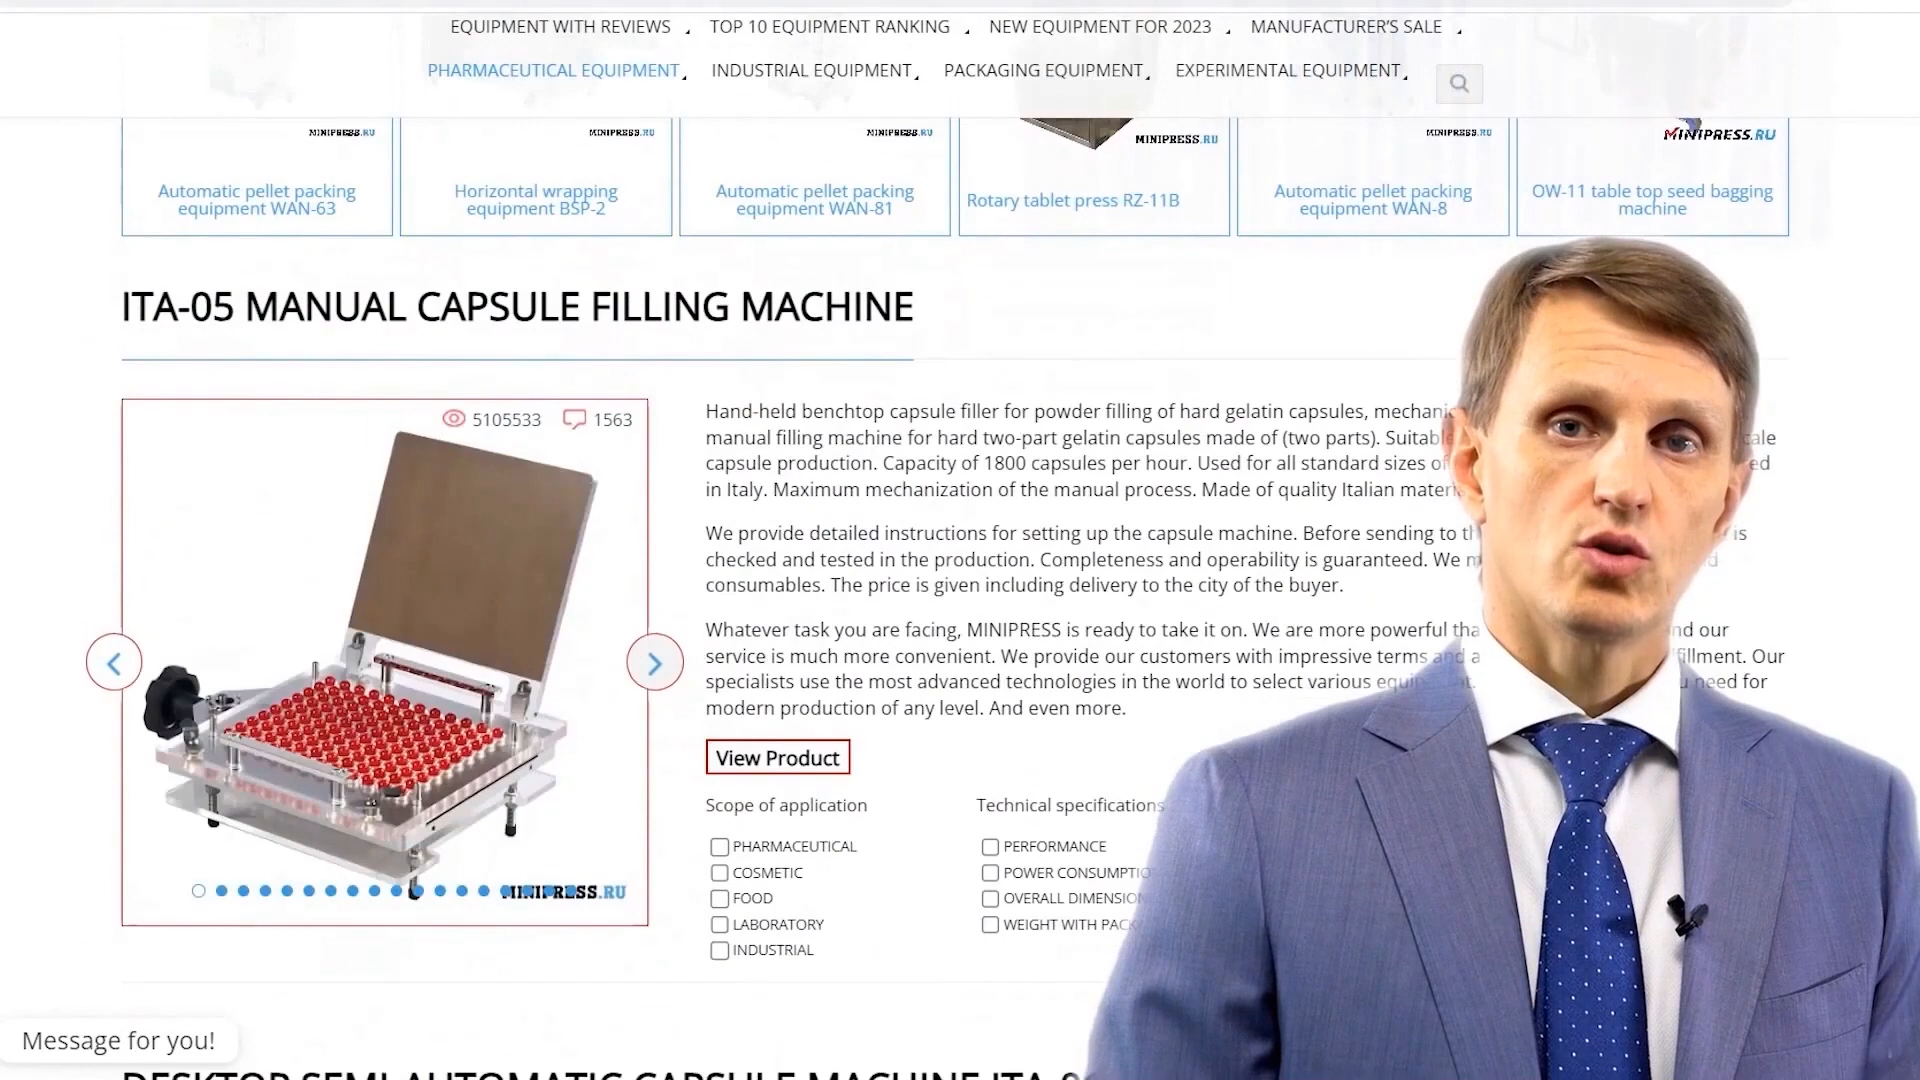 EQUIPMENT WITH REVIEWS TOP 10 EQUIPMENT RANKING NEW EQUIPMENT FOR 2023 MANUFACTURER'S SALE
PHARMACEUTICAL EQUIPMENT INDUSTRIAL EQUIPMENT PACKAGING EQUIPMENT EXPERIMENTAL EQUIPMENT
MINIPRESS.RU MINIPRESS.RU MINIPRESS.RU MINIPRESS.RU MINIPRESS.RU MINIPRESS.RU
Automatic pellet packing
equipment WAN-63
Horizontal wrapping
equipment BSP-2
Automatic pellet packing
equipment WAN-81
Rotary tablet press RZ-11B
Automatic pellet packing
equipment WAN-8
OW-11 table top seed bagging
machine
ITA-05 MANUAL CAPSULE FILLING MACHINE
5105533 1563
Hand-held benchtop capsule filler for powder filling of hard gelatin capsules,
manual filling machine for hard two-part gelatin capsules made of (two parts).
capsule production. Capacity of 1800 capsules per hour. Used for all standard sizes of
in Italy. Maximum mechanization of the manual process. Made of quality Italian
We provide detailed instructions for setting up the capsule machine. Before sending to is
checked and tested in the production. Completeness and operability is guaranteed. We
consumables. The price is given including delivery to the city of the buyer.
Whatever task you are facing, MINIPRESS is ready to take it on. We are more powerful our
service is much more convenient. We provide our customers with impressive terms and Our
specialists use the most advanced technologies in the world to select various need for
modern production of any level. And even more.
View Product
Scope of application
PHARMACEUTICAL
COSMETIC
FOOD
LABORATORY
INDUSTRIAL
Technical specifications
PERFORMANCE
POWER
OVERALL
WEIGHT WITH
MINIPRESS.RU
Message for you!
DESKTOP SEMI-AUTOMATIC CAPSULE MACHINE